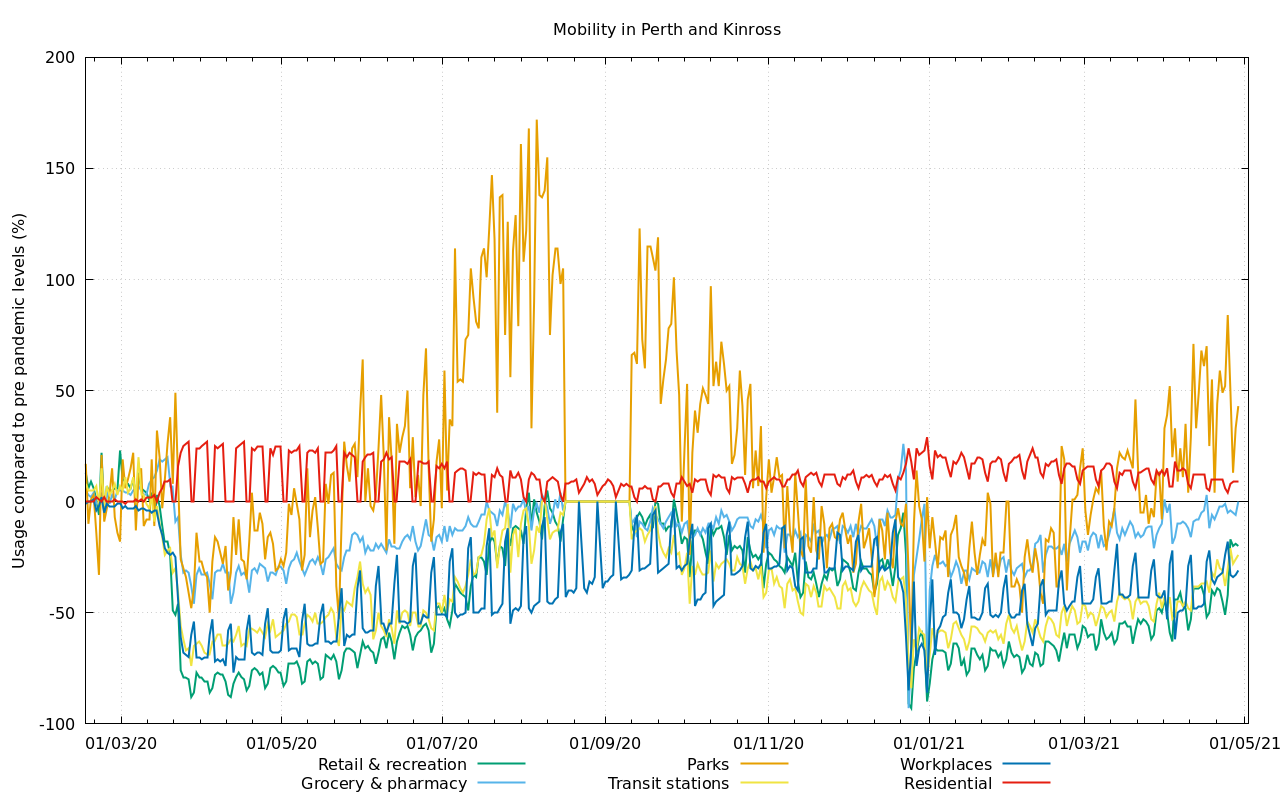 Mobility in Perth and Kinross
Usage compared to pre pandemic levels (%)
200
150
100
50
0
-50
-100
01/03/20 01/05/20 01/07/20 01/09/20 01/11/20 01/01/21 01/03/21 01/05/21
Retail & recreation Parks Workplaces
Grocery & pharmacy Transit stations Residential